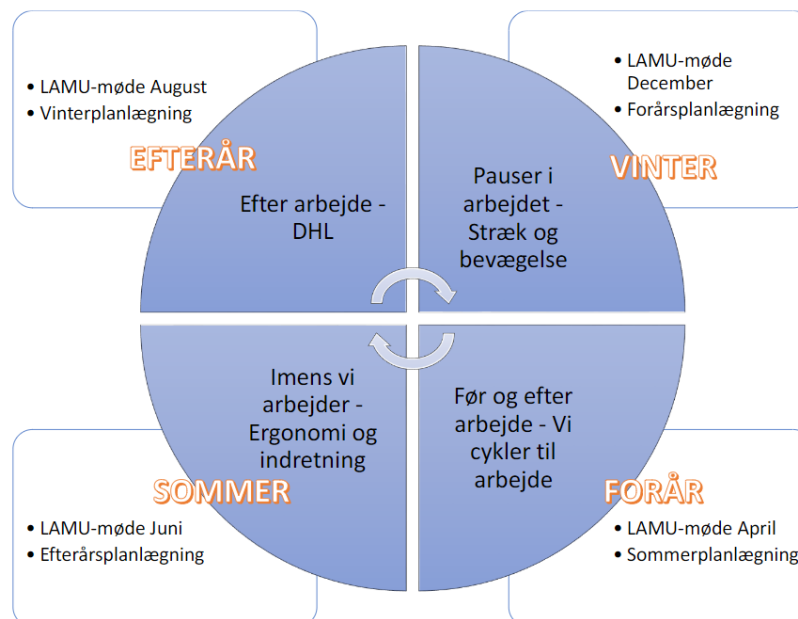 • LAMU-møde August
• Vinterplanlægning
EFTERÅR
Efter arbejde -
DHL
• LAMU-møde
December
• Forårsplanlægning
VINTER
Pauser i
arbejdet -
Stræk og
bevægelse
Imens vi
arbejder -
Ergonomi og
indretning
SOMMER
• LAMU-møde Juni
• Efterårsplanlægning
Før og efter
arbejde - Vi
cykler til
arbejde
FORÅR
• LAMU-møde April
• Sommerplanlægning